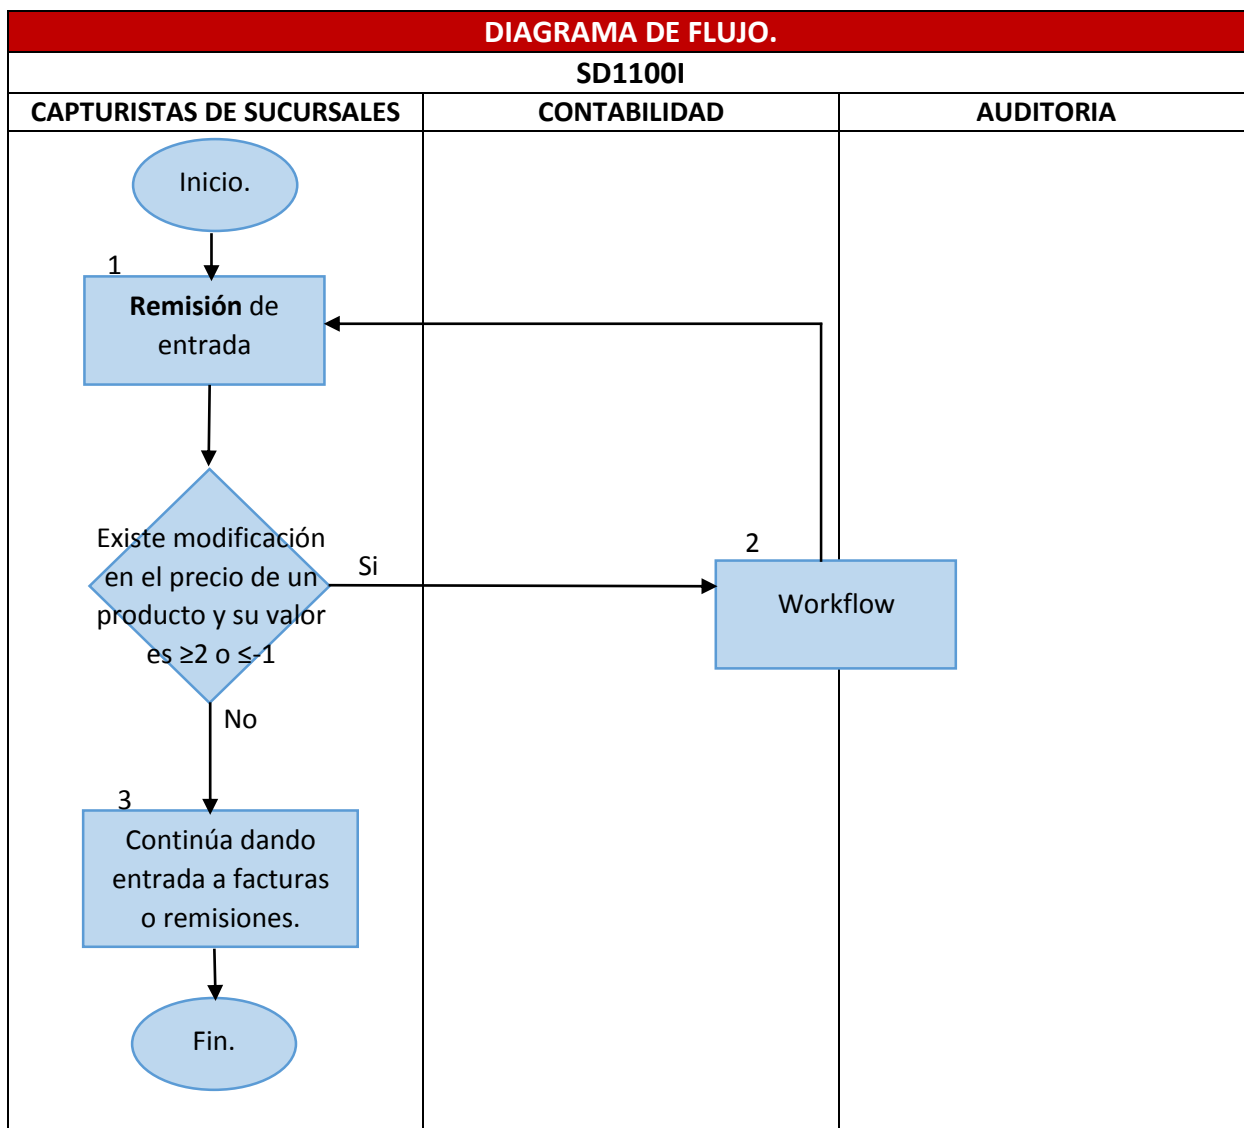 DIAGRAMA DE FLUJO.
SD1100I
CAPTURISTAS DE SUCURSALES
CONTABILIDAD
AUDITORIA
Inicio.
1
Remisión de
entrada
Existe modificación
en el precio de un
producto y su valor
es ≥2 o ≤-1
Si
2
Workflow
No
3
Continúa dando
entrada a facturas
o remisiones.
Fin.